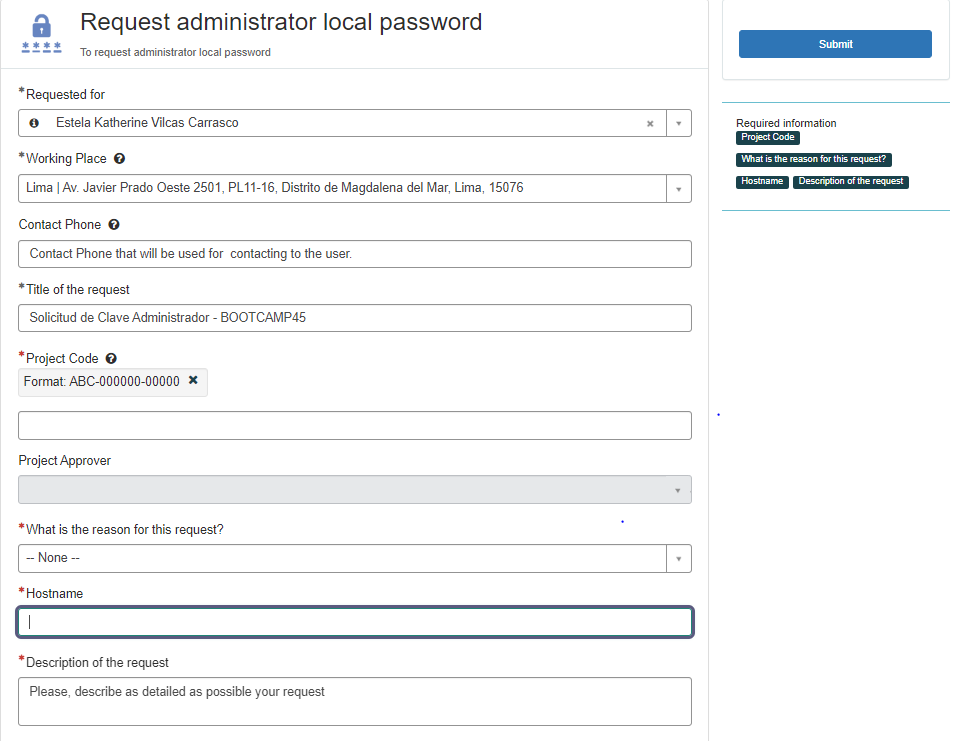 Request administrator local password
****
To request administrator local password
Submit
*Requested for
Estela Katherine Vilcas Carrasco
*Working Place
Lima | Av. Javier Prado Oeste 2501, PL11-16, Distrito de Magdalena del Mar, Lima, 15076
Contact Phone
Contact Phone that will be used for  contacting to the user.
*Title of the request
Solicitud de Clave Administrador - BOOTCAMP45
*Project Code
Format: ABC-000000-00000
Project Approver
*What is the reason for this request?
-- None --
*Hostname
*Description of the request
Please, describe as detailed as possible your request
Required information
Project Code
What is the reason for this request?
Hostname Description of the request